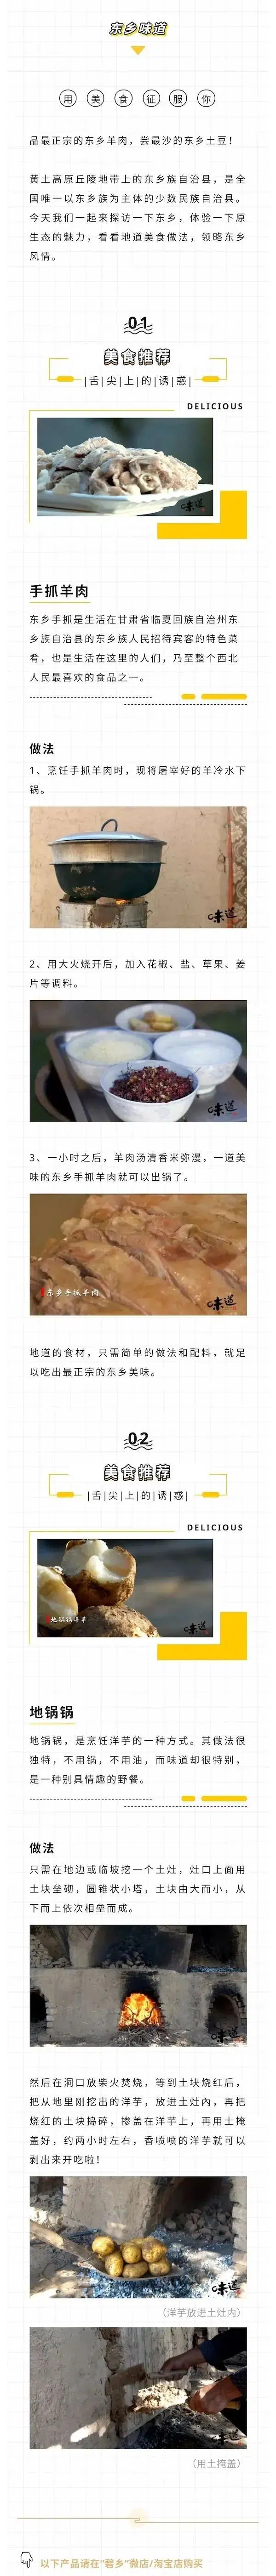 东乡味道
用 美 食 征 服 你
品最正宗的东乡羊肉，尝最沙的东乡土豆！
黄土高原丘陵地带上的东乡族自治县，是全
国唯一以东乡族为主体的少数民族自治县。
今天我们一起来探访一下东乡，体验一下原
生态的魅力，看看地道美食做法，领略东乡
风情。
01
美食推荐
|舌|尖|上|的|诱|惑|
DELICIOUS
味道
手抓羊肉
东乡手抓是生活在甘肃省临夏回族自治州东
乡族自治县的东乡族人民招待宾客的特色菜
肴，也是生活在这里的人们，乃至整个西北
人民最喜欢的食品之一。
做法
1、烹饪手抓羊肉时，现将屠宰好的羊冷水下
锅。
味道
2、用大火烧开后，加入花椒、盐、草果、姜
片等调料。
味道
3、一小时之后，羊肉汤清香米弥漫，一道美
味的东乡手抓羊肉就可以出锅了。
东乡手抓羊肉
味道
地道的食材，只需简单的做法和配料，就足
以吃出最正宗的东乡美味。
02
美食推荐
|舌|尖|上|的|诱|惑|
DELICIOUS
地锅锅洋芋
味道
地锅锅
地锅锅，是烹饪洋芋的一种方式。其做法很
独特，不用锅，不用油，而味道却很特别，
是一种别具情趣的野餐。
做法
只需在地边或临坡挖一个土灶，灶口上面用
土块垒砌，圆锥状小塔，土块由大而小，从
下而上依次相垒而成。
味道
然后在洞口放柴火焚烧，等到土块烧红后，
把从地里刚挖出的洋芋，放进土灶内，再把
烧红的土块捣碎，掺盖在洋芋上，再用土掩
盖好，约两小时左右，香喷喷的洋芋就可以
剥出来开吃啦！
味道
（洋芋放进土灶内）
味道
（用土掩盖）
以下产品请在“碧乡”微店/淘宝店购买